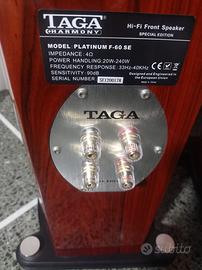 TAGA
HARMONY
Hi-Fi Front Speaker
SPECIAL EDITION
MODEL: PLATINUM F-60 SE
IMPEDANCE: 4Ω
POWER HANDLING: 20W-240W
FREQUENCY RESPONSE: 33Hz-40KHz
SENSITIVITY: 90dB
SERIAL NUMBER
Designed and Engineered in
the European Union
TAGA
subito